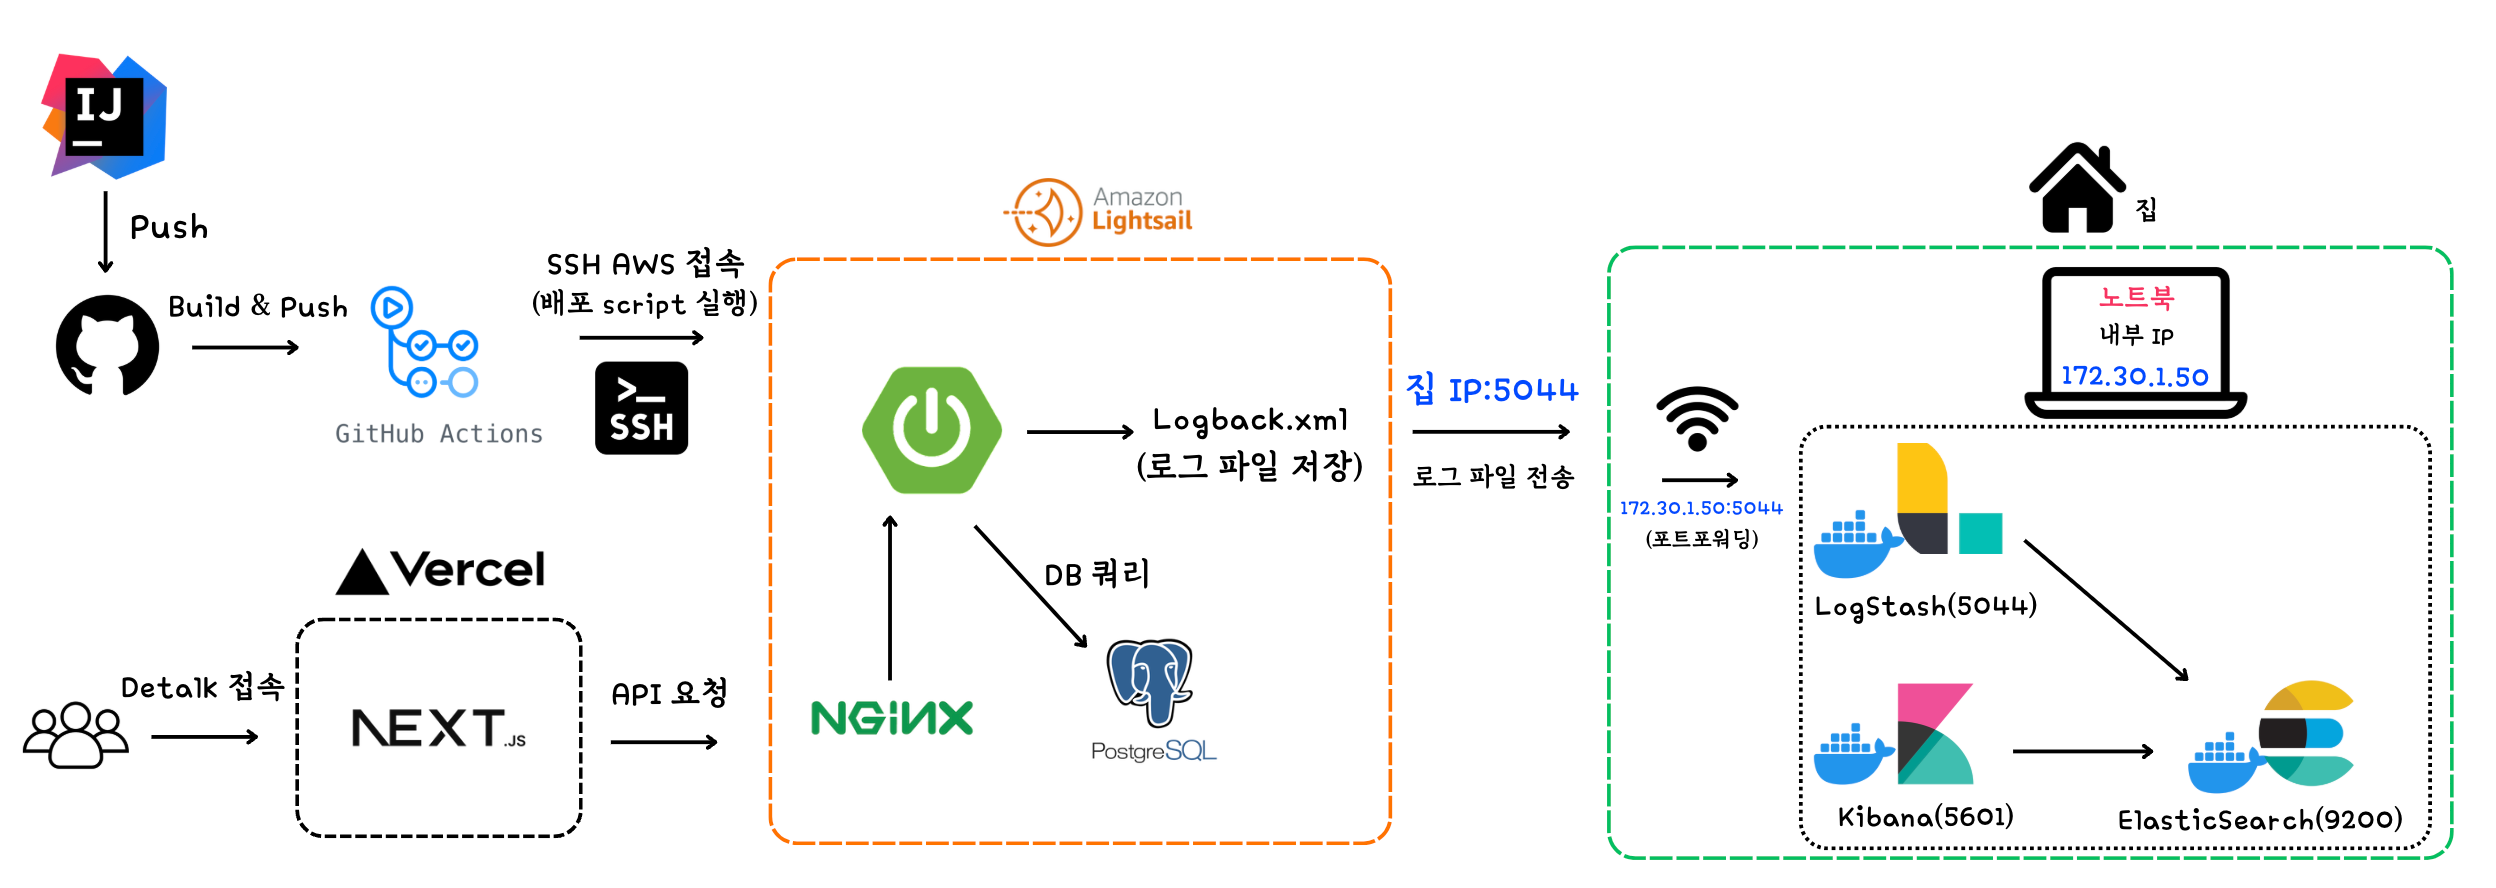 IJ
Push
Build & Push
GitHub Actions
SSH AWS 접속
(배포 script 실행)
>_
SSH
Amazon
Lightsail
Logback.xml
(로그 파일 저장)
DB 쿼리
NGINX
PostgreSQL
Vercel
Detalk 접속
NEXT.JS
API 요청
집 IP:5044
로그 파일 전송
집
노트북
내부 IP
172.30.1.50
172.30.1.50:5044
(포트포워딩)
LogStash(5044)
Kibana(5601)
ElasticSearch(9200)